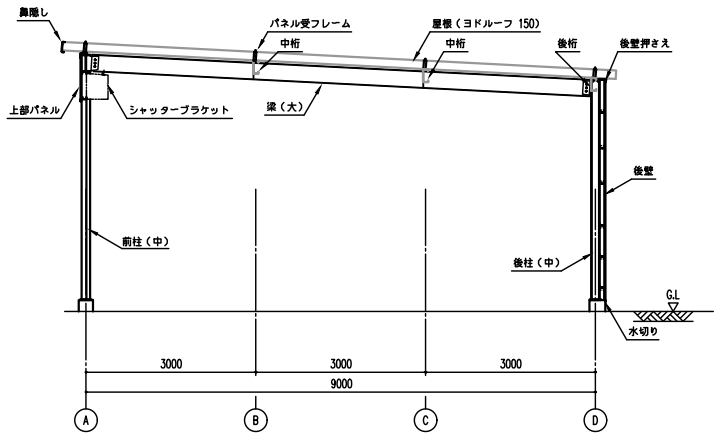 鼻隠し
パネル受フレーム
中桁
屋根(ヨドルーフ 150)
中桁
後桁
後壁押さえ
上部パネル
シャッターブラケット
梁(大)
後壁
前柱(中)
後柱(中)
G.L
水切り
3000
3000
3000
9000
A
B
C
D